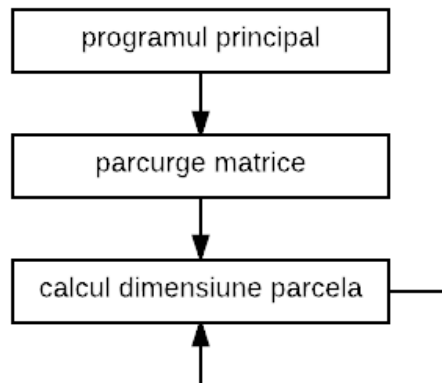 programul principal
parcurge matrice
calcul dimensiune parcela